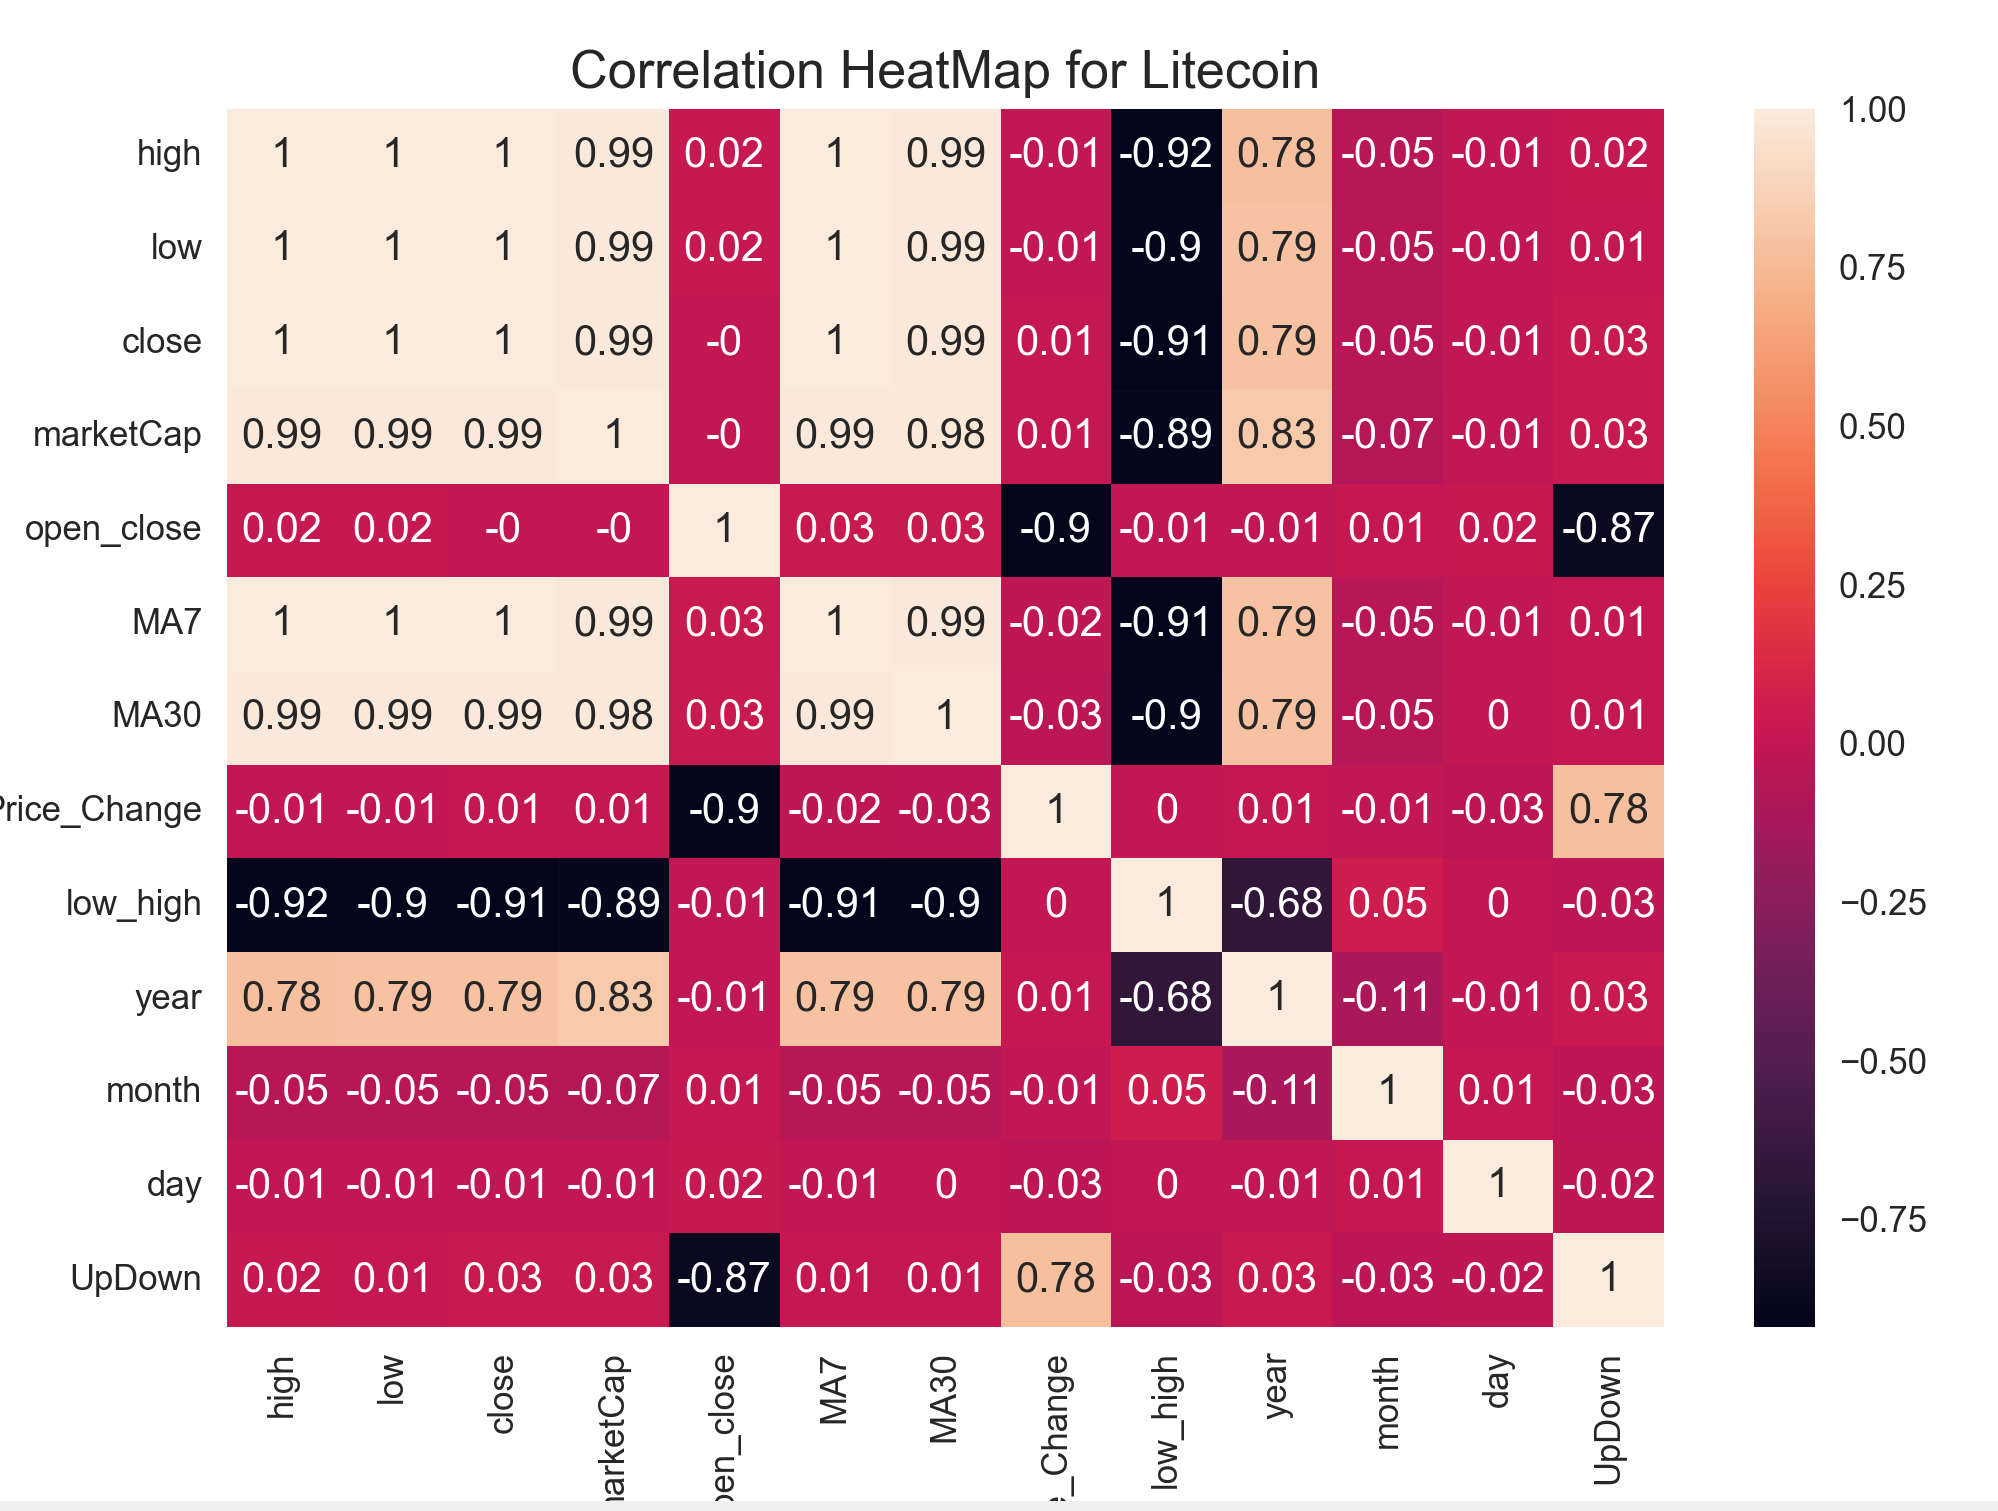 Correlation HeatMap for Litecoin
high 1 1 1 0.99 0.02 1 0.99 -0.01 -0.92 0.78 -0.05 -0.01 0.02
low 1 1 1 0.99 0.02 1 0.99 -0.01 -0.9 0.79 -0.05 -0.01 0.01
close 1 1 1 0.99 -0 1 0.99 0.01 -0.91 0.79 -0.05 -0.01 0.03
marketCap 0.99 0.99 0.99 1 -0 0.99 0.98 0.01 -0.89 0.83 -0.07 -0.01 0.03
open_close 0.02 0.02 -0 -0 1 0.03 0.03 -0.9 -0.01 -0.01 0.01 0.02 -0.87
MA7 1 1 1 0.99 0.03 1 0.99 -0.02 -0.91 0.79 -0.05 -0.01 0.01
MA30 0.99 0.99 0.99 0.98 0.03 0.99 1 -0.03 -0.9 0.79 -0.05 0 0.01
Price_Change -0.01 -0.01 0.01 0.01 -0.9 -0.02 -0.03 1 0 0.01 -0.01 -0.03 0.78
low_high -0.92 -0.9 -0.91 -0.89 -0.01 -0.91 -0.9 0 1 -0.68 0.05 0 -0.03
year 0.78 0.79 0.79 0.83 -0.01 0.79 0.79 0.01 -0.68 1 -0.11 -0.01 0.03
month -0.05 -0.05 -0.05 -0.07 0.01 -0.05 -0.05 -0.01 0.05 -0.11 1 0.01 -0.03
day -0.01 -0.01 -0.01 -0.01 0.02 -0.01 0 -0.03 0 -0.01 0.01 1 -0.02
UpDown 0.02 0.01 0.03 0.03 -0.87 0.01 0.01 0.78 -0.03 0.03 -0.03 -0.02 1
high low close marketCap open_close MA7 MA30 e_Change low_high year month day UpDown
1.00
0.75
0.50
0.25
0.00
−0.25
−0.50
−0.75